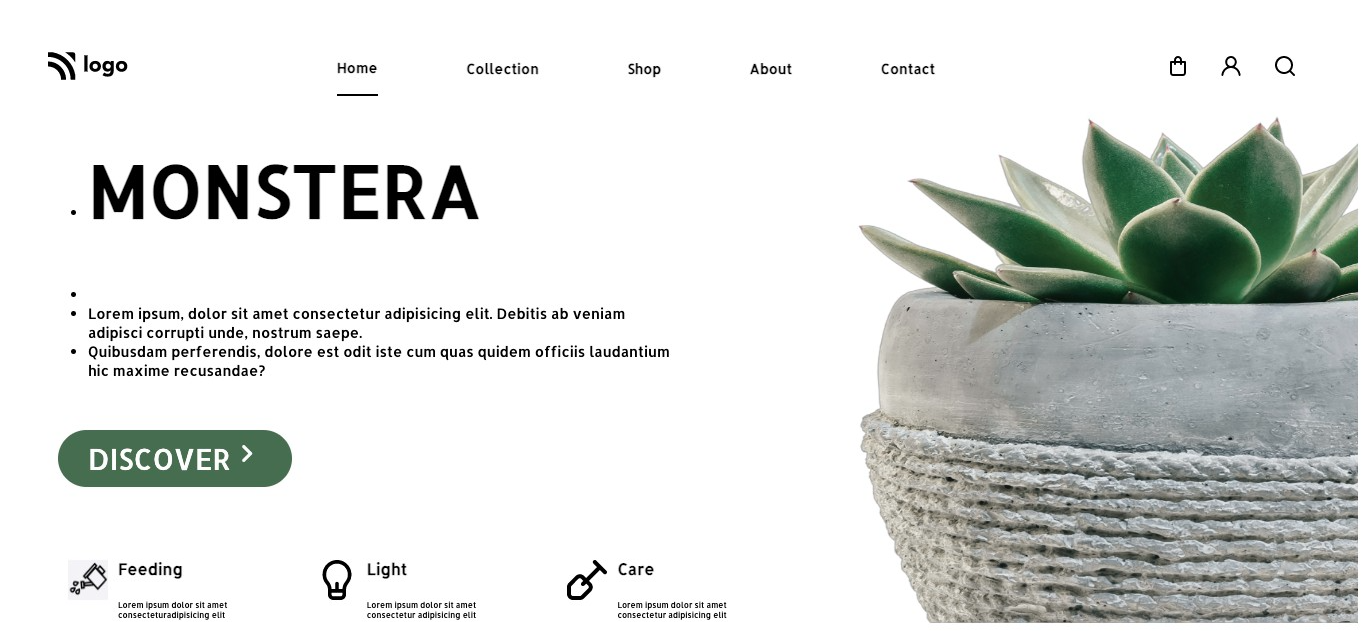 logo
Home
Collection
Shop
About
Contact
MONSTERA
Lorem ipsum, dolor sit amet consectetur adipisicing elit. Debitis ab veniam
adipisci corrupti unde, nostrum saepe.
Quibusdam perferendis, dolore est odit iste cum quas quidem officiis laudantium
hic maxime recusandae?
DISCOVER
Feeding
Lorem ipsum dolor sit amet
consecteturadipisicing elit
Light
Lorem ipsum dolor sit amet
consectetur adipisicing elit
Care
Lorem ipsum dolor sit amet
consectetur adipisicing elit